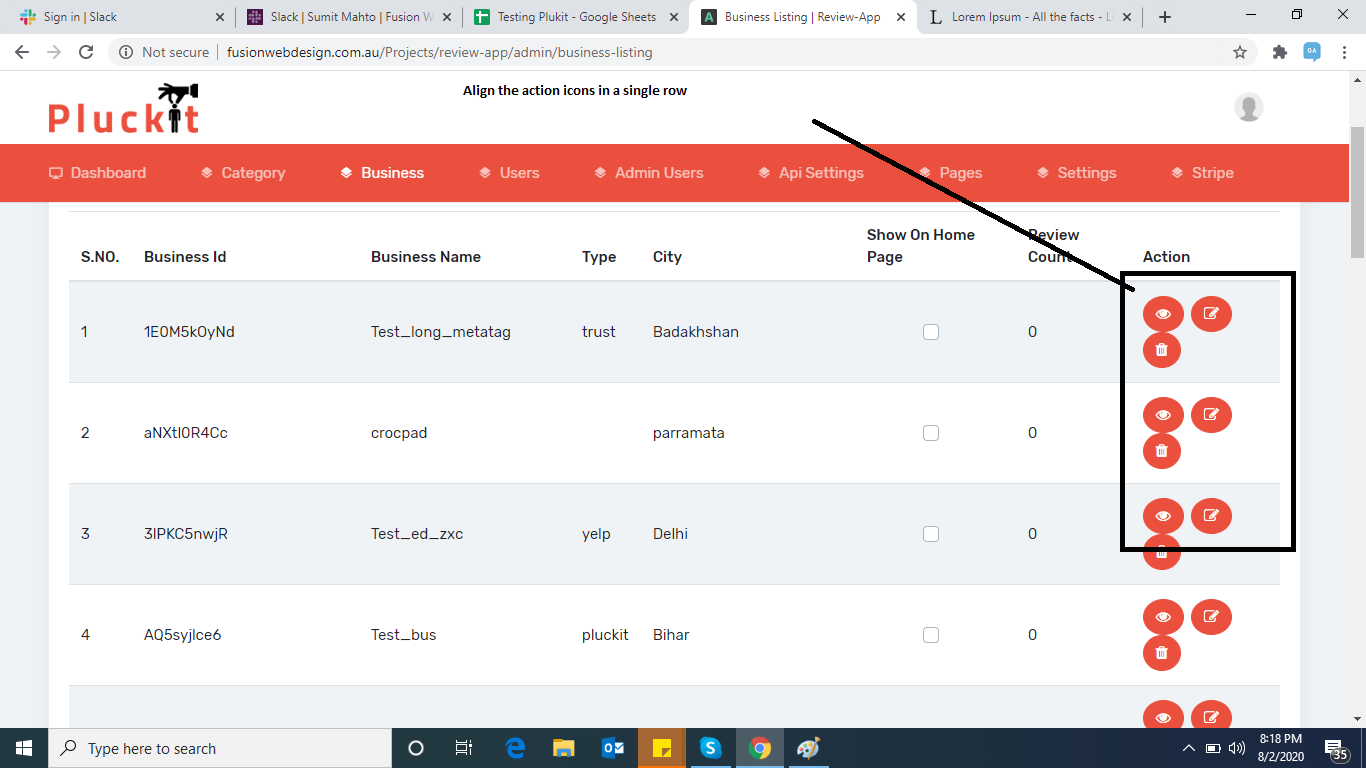 Sign in | Slack
Slack | Sumit Mahto | Fusion W
Testing Plukit - Google Sheets
Business Listing | Review-App
Lorem Ipsum - All the facts - Li
Not secure
fusionwebdesign.com.au/Projects/review-app/admin/business-listing
Pluckit
Align the action icons in a single row
Dashboard
Category
Business
Users
Admin Users
Api Settings
Pages
Settings
Stripe
S.NO. Business Id Business Name Type City Show On Home Page Review Count Action
1 1E0M5kOyNd Test_long_metatag trust Badakhshan 0
2 aNXtI0R4Cc crocpad parramata 0
3 3IPKC5nwjR Test_ed_zxc yelp Delhi 0
4 AQ5syjlce6 Test_bus pluckit Bihar 0
Type here to search
8:18 PM
8/2/2020
35